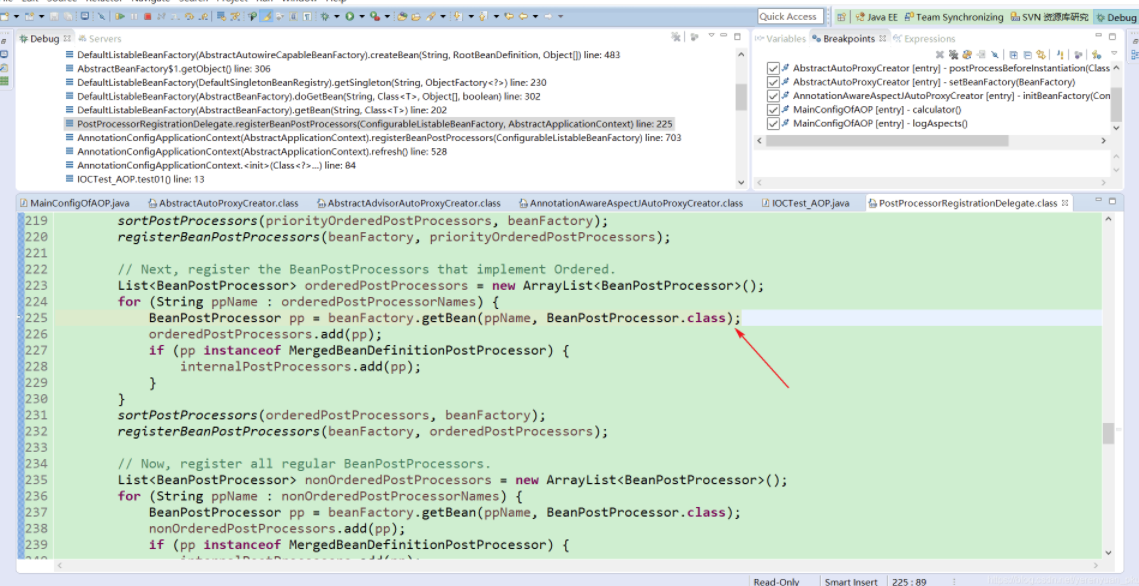 Quick Access
Java EE
Team Synchronizing
SVN 资源库研究
Debug
Debug
Servers
Variables
Breakpoints
Expressions
DefaultListableBeanFactory(AbstractAutowireCapableBeanFactory).createBean(String, RootBeanDefinition, Object[]) line: 483
AbstractBeanFactory$1.getObject() line: 306
DefaultListableBeanFactory(DefaultSingletonBeanRegistry).getSingleton(String, ObjectFactory<?>) line: 230
DefaultListableBeanFactory(AbstractBeanFactory).doGetBean(String, Class<T>, Object[], boolean) line: 302
DefaultListableBeanFactory(AbstractBeanFactory).getBean(String, Class<T>) line: 202
PostProcessorRegistrationDelegate.registerBeanPostProcessors(ConfigurableListableBeanFactory, AbstractApplicationContext) line: 225
AnnotationConfigApplicationContext(AbstractApplicationContext).registerBeanPostProcessors(ConfigurableListableBeanFactory) line: 703
AnnotationConfigApplicationContext(AbstractApplicationContext).refresh() line: 528
AnnotationConfigApplicationContext.<init>(Class<?>...) line: 84
IOCTest_AOP.test01() line: 13
AbstractAutoProxyCreator [entry] - postProcessBeforeInstantiation(Class
AbstractAutoProxyCreator [entry] - setBeanFactory(BeanFactory)
AnnotationAwareAspectJAutoProxyCreator [entry] - initBeanFactory(Con
MainConfigOfAOP [entry] - calculator()
MainConfigOfAOP [entry] - logAspects()
MainConfigOfAOP.java
AbstractAutoProxyCreator.class
AbstractAdvisorAutoProxyCreator.class
AnnotationAwareAspectJAutoProxyCreator.class
IOCTest_AOP.java
PostProcessorRegistrationDelegate.class
219 sortPostProcessors(priorityOrderedPostProcessors, beanFactory);
220 registerBeanPostProcessors(beanFactory, priorityOrderedPostProcessors);
221
222 // Next, register the BeanPostProcessors that implement Ordered.
223 List<BeanPostProcessor> orderedPostProcessors = new ArrayList<BeanPostProcessor>();
224 for (String ppName : orderedPostProcessorNames) {
225 BeanPostProcessor pp = beanFactory.getBean(ppName, BeanPostProcessor.class);
226 orderedPostProcessors.add(pp);
227 if (pp instanceof MergedBeanDefinitionPostProcessor) {
228 internalPostProcessors.add(pp);
229 }
230 }
231 sortPostProcessors(orderedPostProcessors, beanFactory);
232 registerBeanPostProcessors(beanFactory, orderedPostProcessors);
233
234 // Now, register all regular BeanPostProcessors.
235 List<BeanPostProcessor> nonOrderedPostProcessors = new ArrayList<BeanPostProcessor>();
236 for (String ppName : nonOrderedPostProcessorNames) {
237 BeanPostProcessor pp = beanFactory.getBean(ppName, BeanPostProcessor.class);
238 nonOrderedPostProcessors.add(pp);
239 if (pp instanceof MergedBeanDefinitionPostProcessor) {
Read-Only
Smart Insert
225 : 89